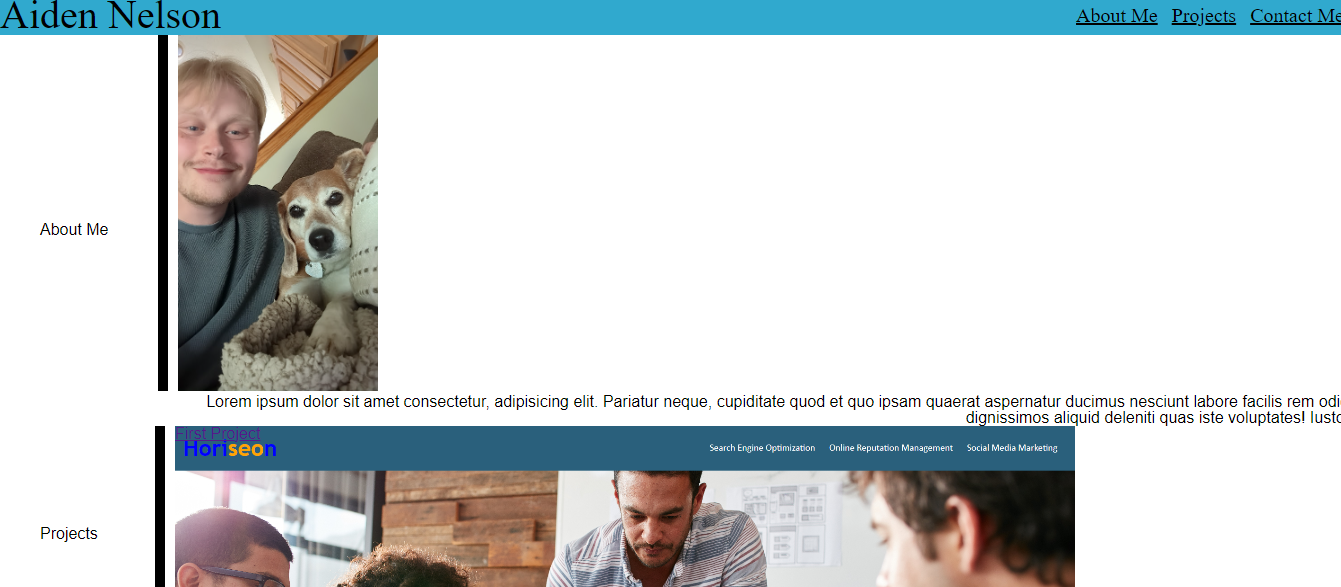 Aiden Nelson
About Me Projects Contact Me
About Me
Lorem ipsum dolor sit amet consectetur, adipisicing elit. Pariatur neque, cupiditate quod et quo ipsam quaerat aspernatur ducimus nesciunt labore facilis rem odi
dignissimos aliquid deleniti quas iste voluptates! Iusto
First Project
Horiseon
Search Engine Optimization Online Reputation Management Social Media Marketing
Projects